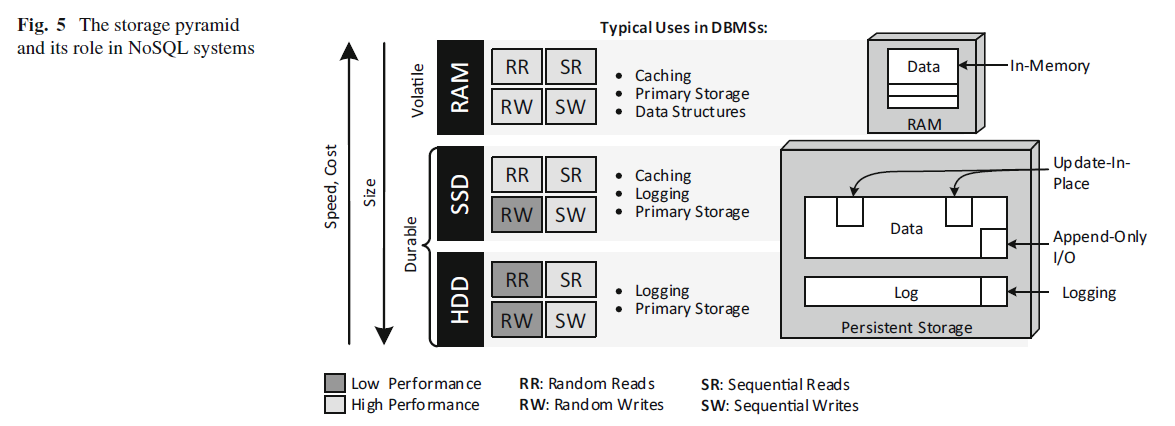 Fig. 5 The storage pyramid
and its role in NoSQL systems
Typical Uses in DBMSs:
Speed, Cost
Size
Volatile
RAM
RR SR
RW SW
• Caching
• Primary Storage
• Data Structures
Data
In-Memory
RAM
Durable
SSD
RR SR
RW SW
• Caching
• Logging
• Primary Storage
HDD
RR SR
RW SW
• Logging
• Primary Storage
Update-In-
Place
Data
Append-Only
I/O
Log
Logging
Persistent Storage
Low Performance RR: Random Reads SR: Sequential Reads
High Performance RW: Random Writes SW: Sequential Writes